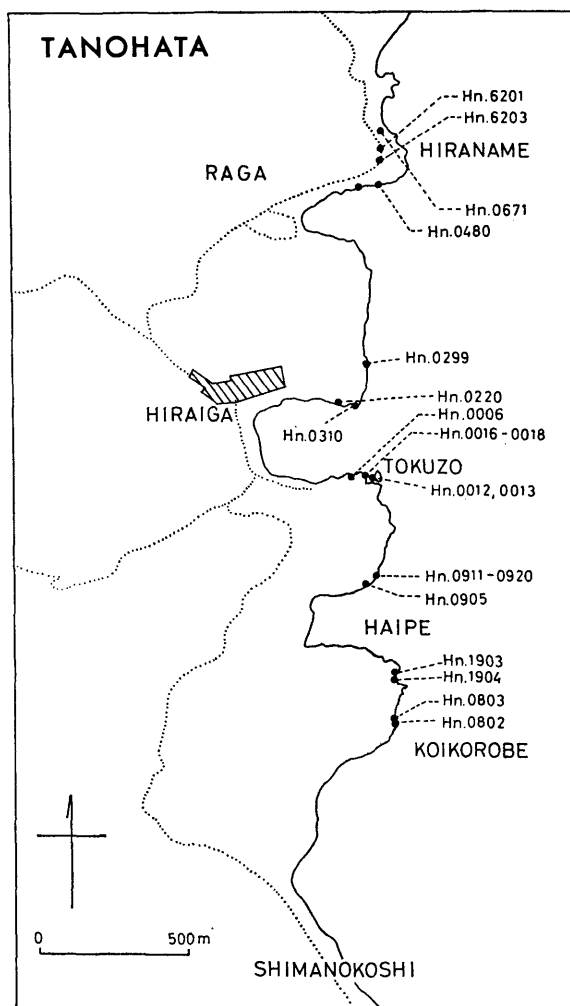 TANOHATA
Hn.6201
Hn.6203
HIRANAME
RAGA
Hn.0671
Hn.0480
Hn.0299
Hn.0220
Hn.0006
HIRAIGA
Hn.0310
Hn.0016-0018
TOKUZO
Hn.0012, 0013
Hn.0911-0920
Hn.0905
HAIPE
Hn.1903
Hn.1904
Hn.0803
Hn.0802
KOIKOROBE
0 500m
SHIMANOKOSHI